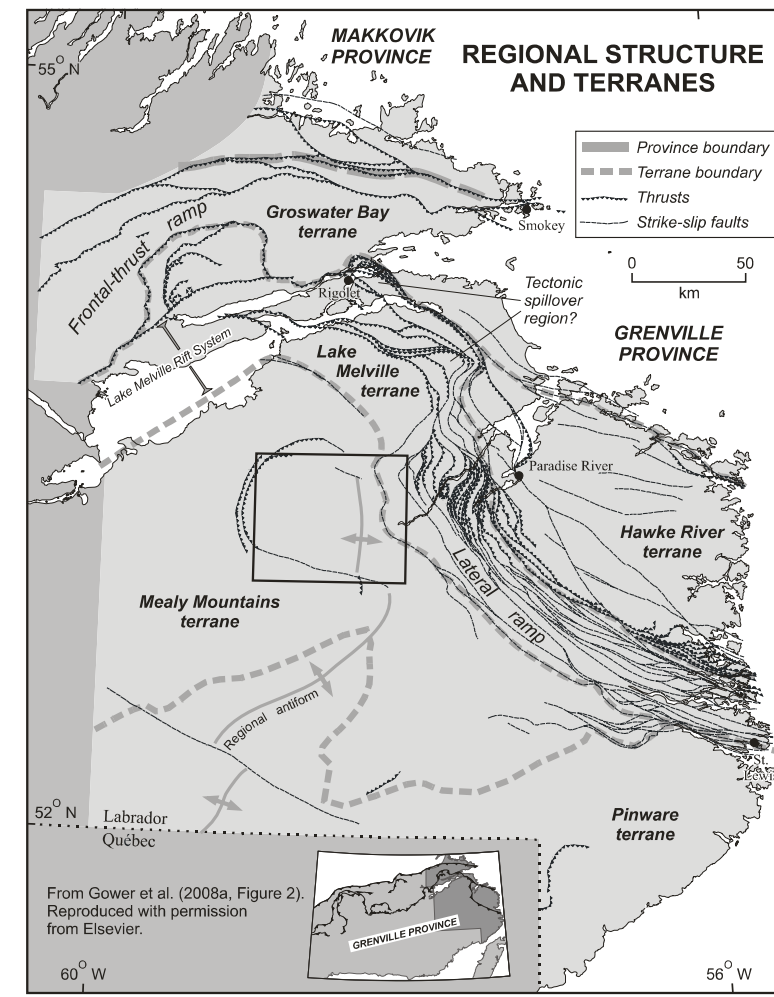 MAKKOVIK
PROVINCE
REGIONAL STRUCTURE
AND TERRANES
55° N
Province boundary
Terrane boundary
Thrusts
Strike-slip faults
0 50
km
Groswater Bay
terrane
Smokey
Frontal-thrust ramp
Rigolet
Tectonic
spillover
region?
GRENVILLE
PROVINCE
Lake Melville Rift System
Lake
Melville
terrane
Paradise River
Hawke River
terrane
Lateral ramp
Mealy Mountains
terrane
Regional antiform
St.
Lewi
52° N
Labrador
Québec
Pinware
terrane
From Gower et al. (2008a, Figure 2).
Reproduced with permission
from Elsevier.
GRENVILLE PROVINCE
60° W
56° W